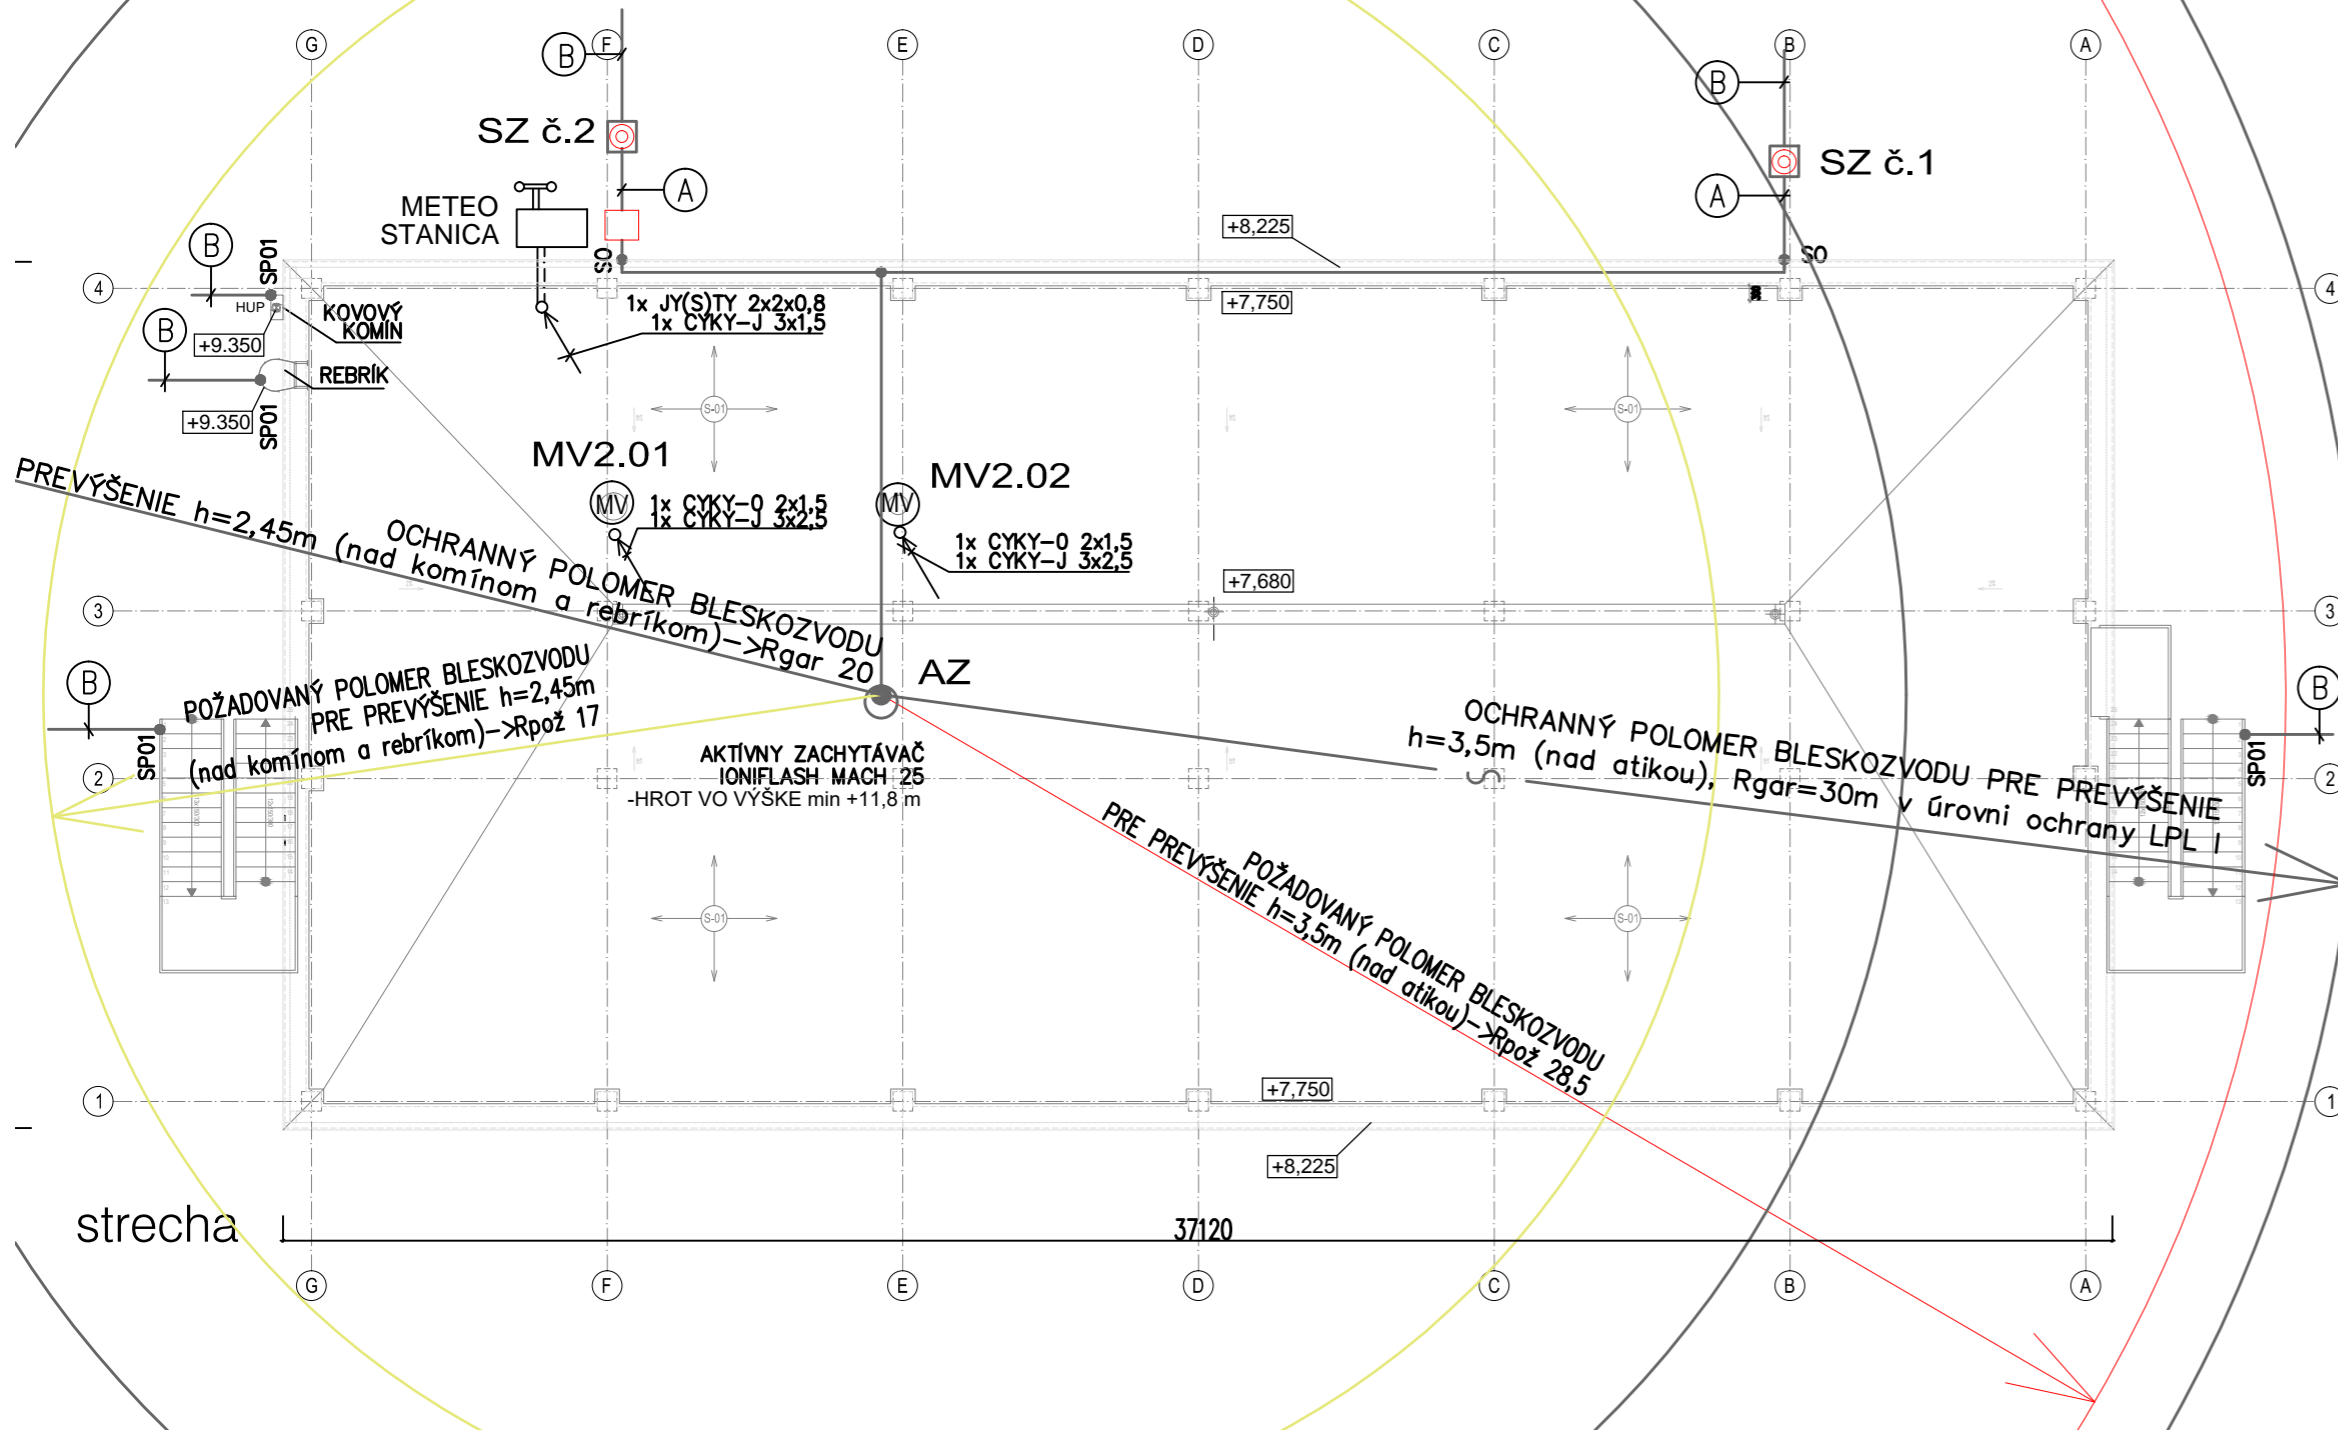 G
F
E
D
C
B
A
B
B
SZ č.2
SZ č.1
A
A
METEO
STANICA
+8,225
B
SP01
SO
SO
4
4
HUP
KOVOVÝ
KOMÍN
1x JY(S)TY 2x2x0,8
1x CYKY-J 3x1,5
+7,750
B
+9.350
REBRÍK
+9.350
SP01
S-01
S-01
MV2.01
MV2.02
MV
1x CYKY-O 2x1,5
1x CYKY-J 3x2,5
MV
1x CYKY-O 2x1,5
1x CYKY-J 3x2,5
OCHRANNÝ POLOMER BLESKOZVODU
PREVÝŠENIE h=2,45m (nad komínom a rebríkom)->Rgar 20
+7,680
3
3
AZ
B
POŽADOVANÝ POLOMER BLESKOZVODU
PRE PREVÝŠENIE h=2,45m
(nad komínom a rebríkom)->Rpož 17
SP01
B
SP01
OCHRANNÝ POLOMER BLESKOZVODU PRE PREVÝŠENIE
h=3,5m (nad atikou), Rgar=30m v úrovni ochrany LPL I
AKTÍVNY ZACHYTÁVAČ
IONIFLASH MACH 25
-HROT VO VÝŠKE min +11,8 m
2
2
POŽADOVANÝ POLOMER BLESKOZVODU
PRE PREVÝŠENIE h=3,5m (nad atikou)->Rpož 28,5
S-01
S-01
+7,750
1
1
+8,225
strecha
37120
G
F
E
D
C
B
A